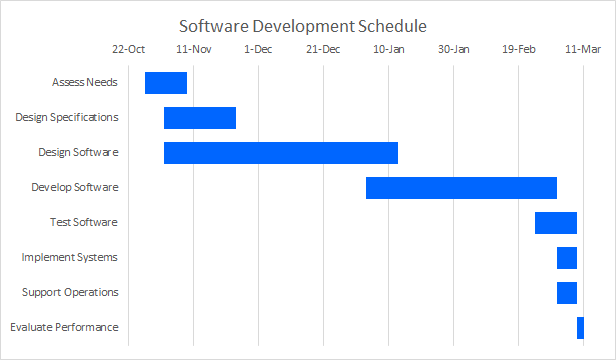 Software Development Schedule
22-Oct 11-Nov 1-Dec 21-Dec 10-Jan 30-Jan 19-Feb 11-Mar
Assess Needs
Design Specifications
Design Software
Develop Software
Test Software
Implement Systems
Support Operations
Evaluate Performance